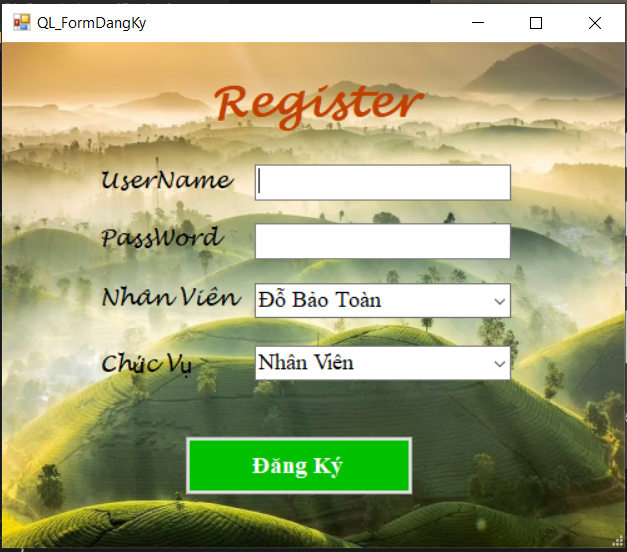 QL_FormDangKy
Register
UserName
PassWord
Nhân Viên Đỗ Bảo Toàn
Chức Vụ Nhân Viên
Đăng Ký